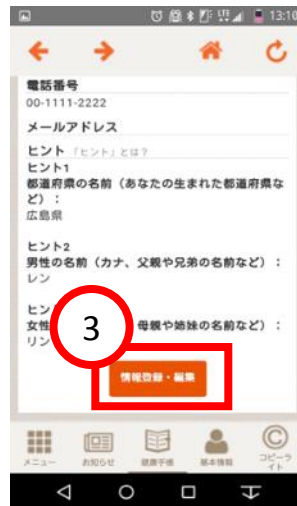 13:10
電話番号
00-1111-2222
メールアドレス
ヒント 「ヒント」とは?
ヒント1
都道府県の名前（あなたの生まれた都道府県な
ど）：
広島県
ヒント2
男性の名前（カナ、父親や兄弟の名前など）：
レン
ヒン
女性 母親や姉妹の名前など）：
リン
3
情報登録・編集
メニュー お知らせ 健康手帳 基本情報 コピーラ
イト